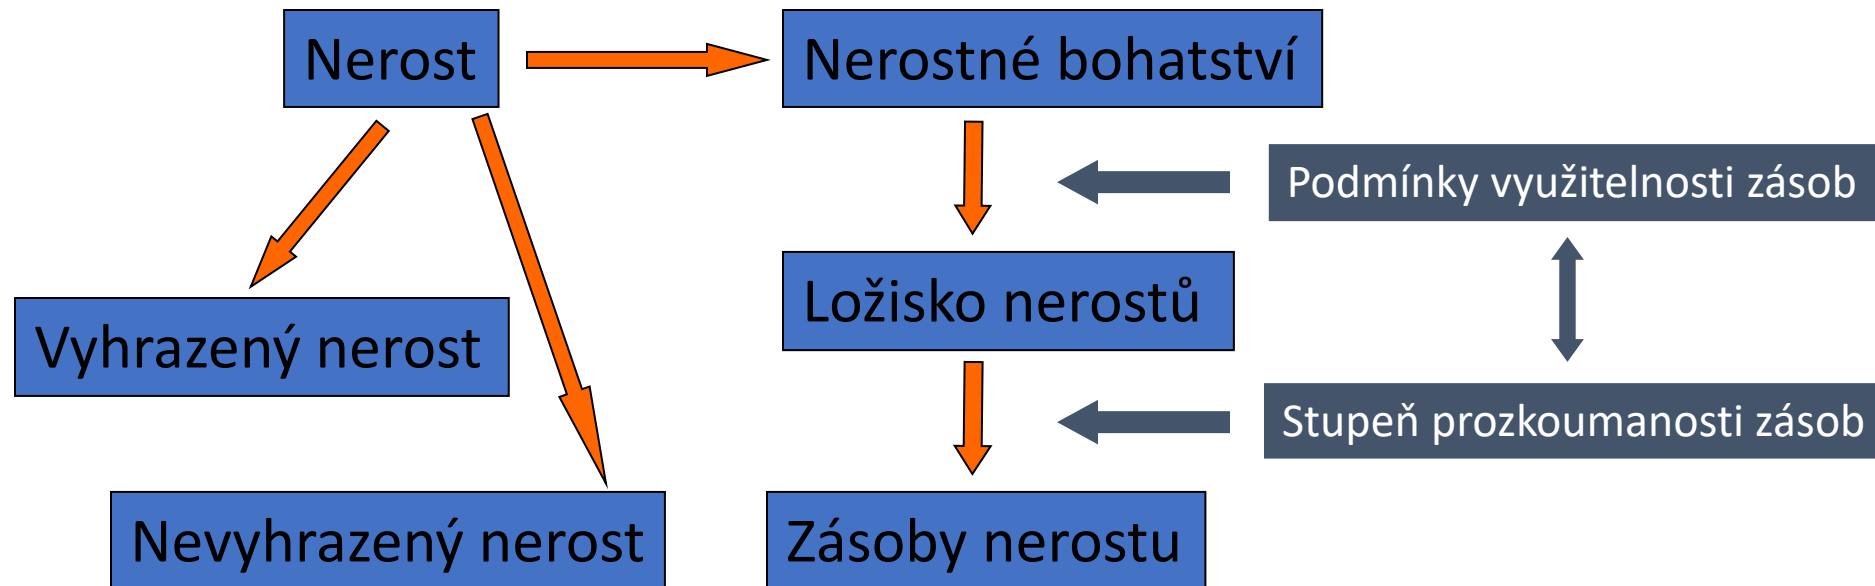 Nerost
Nerostné bohatství
Podmínky využitelnosti zásob
Ložisko nerostů
Vyhrazený nerost
Stupeň prozkoumanosti zásob
Nevyhrazený nerost
Zásoby nerostu